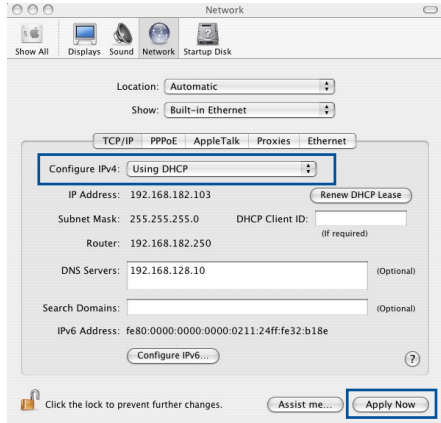 Network
Show All Displays Sound Network Startup Disk
Location: Automatic
Show: Built-in Ethernet
TCP/IP PPPoE AppleTalk Proxies Ethernet
Configure IPv4: Using DHCP
IP Address: 192.168.182.103 Renew DHCP Lease
Subnet Mask: 255.255.255.0 DHCP Client ID:
(If required)
Router: 192.168.182.250
DNS Servers: 192.168.128.10 (Optional)
Search Domains: (Optional)
IPv6 Address: fe80:0000:0000:0000:0211:24ff:fe32:b18e
Configure IPv6... ?
Click the lock to prevent further changes. Assist me... Apply Now